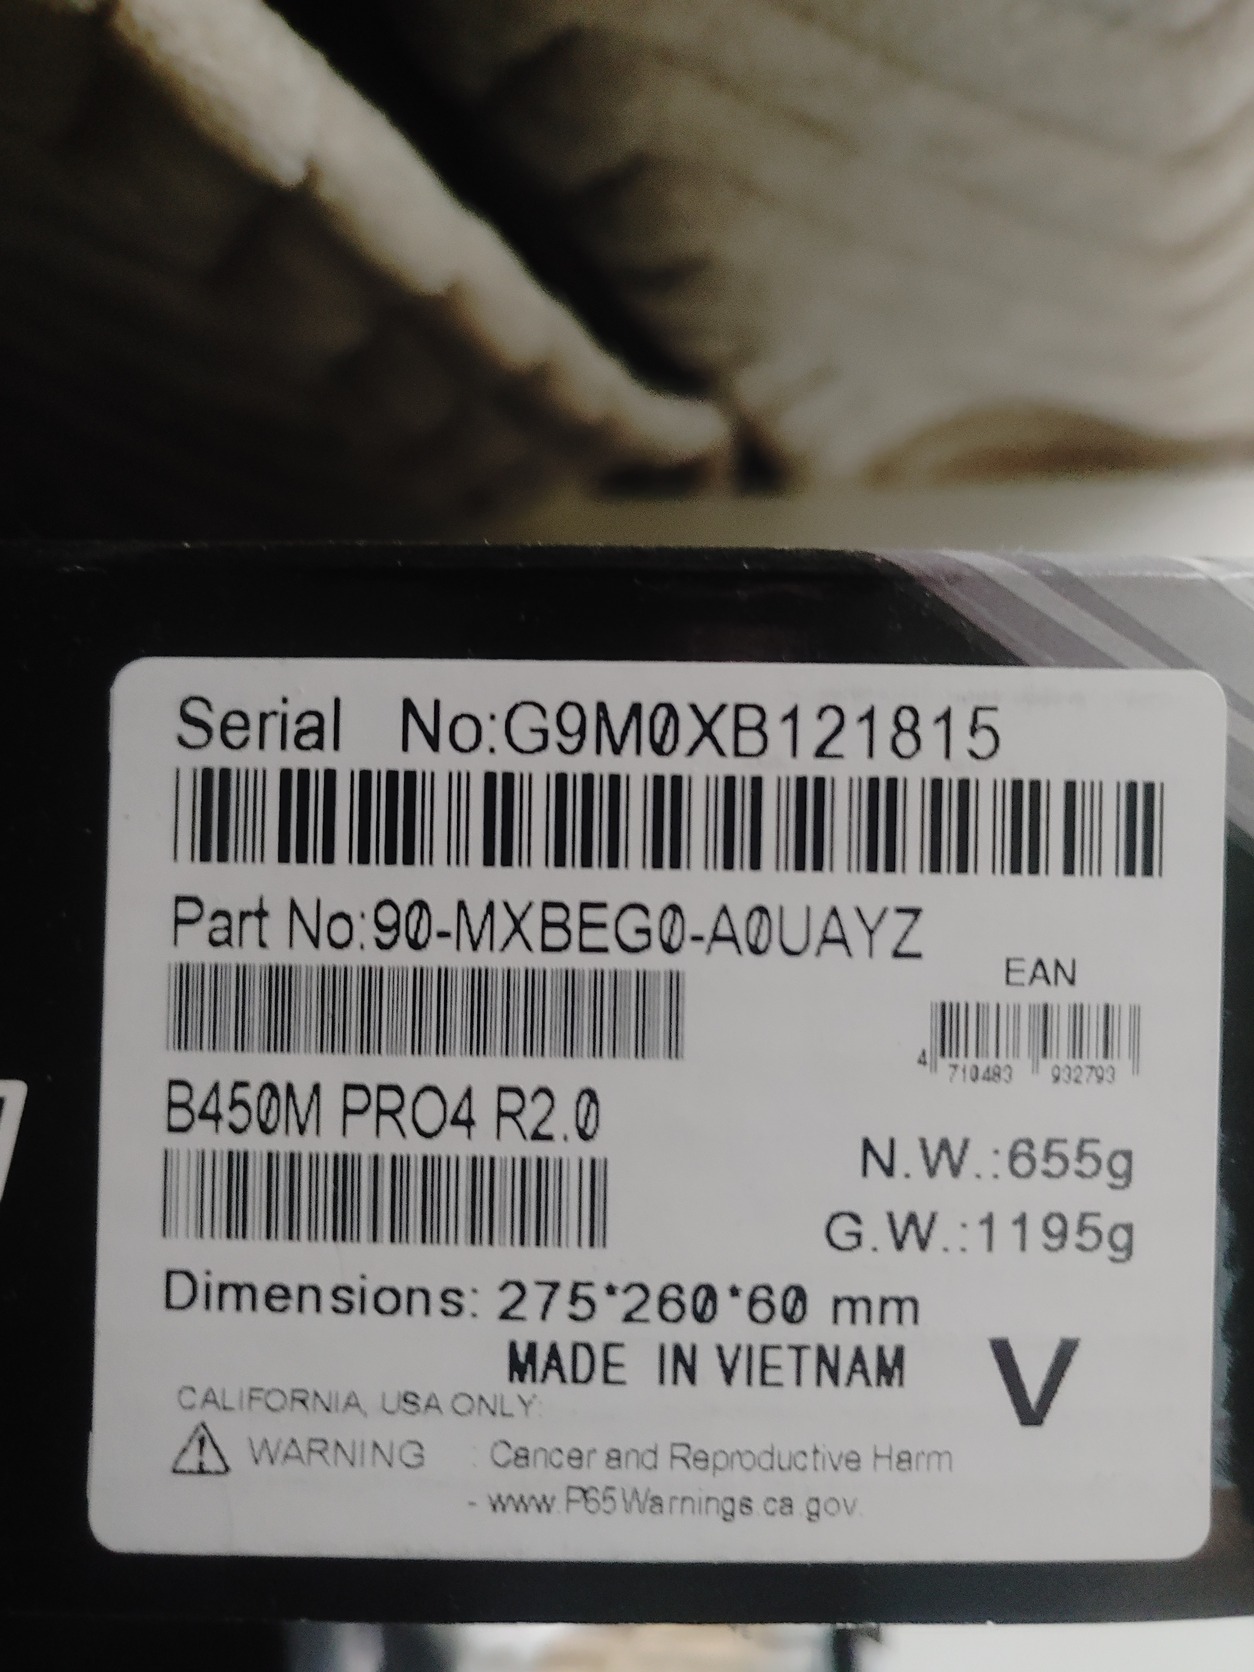 Serial No:G9M0XB121815
Part No:90-MXBEG0-A0UAYZ
EAN
4 710483 932793
B450M PRO4 R2.0
N.W.:655g
G.W.:1195g
Dimensions: 275*260*60 mm
MADE IN VIETNAM
V
CALIFORNIA, USA ONLY:
WARNING : Cancer and Reproductive Harm
- www.P65Warnings.ca.gov.